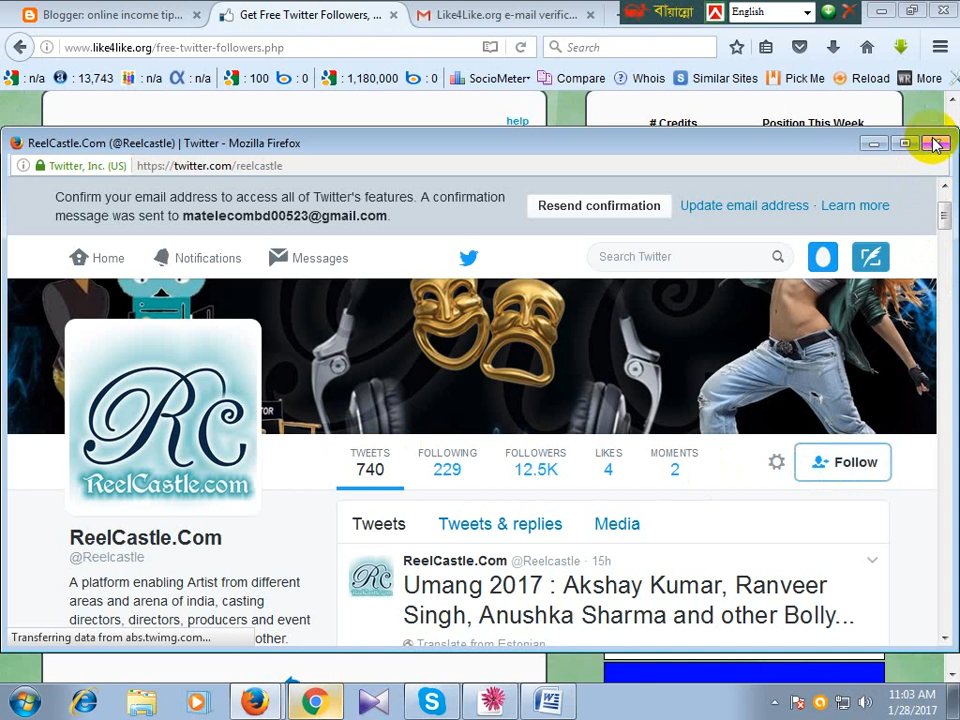 Blogger: online income tip...
Get Free Twitter Followers, ...
Like4Like.org e-mail verific...
বায়ান্নো
English
www.like4like.org/free-twitter-followers.php
Search
: n/a : 13,743 : n/a : n/a : 100 : 0 : 1,180,000 : 0 SocioMeter Compare Whois Similar Sites Pick Me Reload More
help
# Credits Position This Week
ReelCastle.Com (@Reelcastle) | Twitter - Mozilla Firefox
Twitter, Inc. (US) https://twitter.com/reelcastle
Confirm your email address to access all of Twitter's features. A confirmation
message was sent to matelecombd00523@gmail.com.
Resend confirmation
Update email address · Learn more
Home Notifications Messages
Search Twitter
RC
ReelCastle.com
TWEETS FOLLOWING FOLLOWERS LIKES MOMENTS
740 229 12.5K 4 2
Follow
Tweets Tweets & replies Media
ReelCastle.Com
@Reelcastle
A platform enabling Artist from different
areas and arena of india, casting
directors, directors, producers and event
other.
ReelCastle.Com @Reelcastle · 15h
Umang 2017 : Akshay Kumar, Ranveer
Singh, Anushka Sharma and other Bolly...
Translate from Estonian
Transferring data from abs.twimg.com...
11:03 AM
1/28/2017